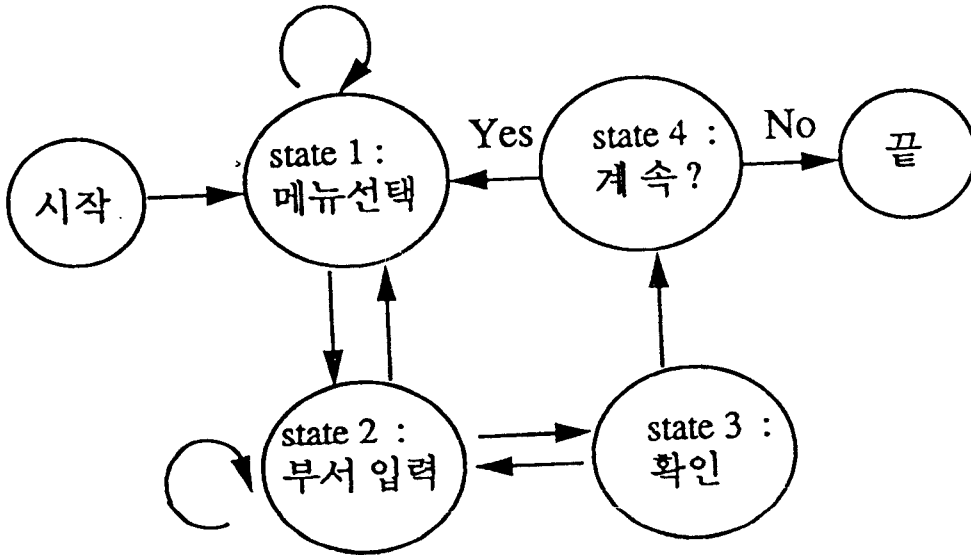 시작
state 1 :
메뉴선택
Yes
state 4 :
계 속 ?
No
끝
state 2 :
부서 입력
state 3 :
확인